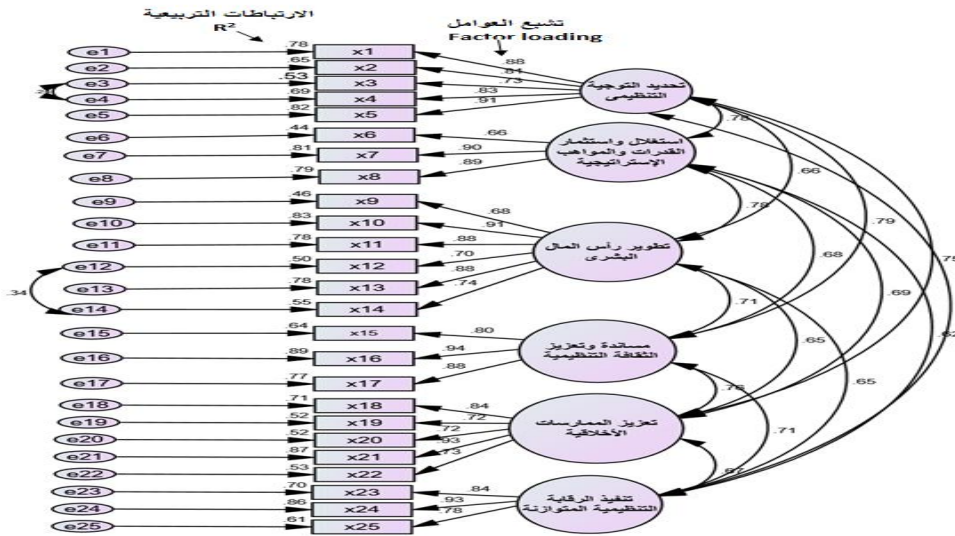 الارتباطات التربيعية
R²
تشبع العوامل
Factor loading
e1 .78 x1 .88
e2 .65 x2 .81
e3 .53 x3 .73
e4 .69 x4 .83
e5 .82 x5 .91
تحديد التوجية
التنظيمى
.78
e6 .44 x6 .66
e7 .81 x7 .90
e8 .79 x8 .89
استغلال واستثمار
القدرات والمواهب
الإستراتيجية
.66
.78
.79
.68
.69
e9 .46 x9 .68
e10 .83 x10 .91
e11 .78 x11 .88
e12 .50 x12 .70
e13 .78 x13 .88
e14 .55 x14 .74
.34
تطوير رأس المال
البشرى
.71
.65
.65
e15 .64 x15 .80
e16 .89 x16 .94
e17 .77 x17 .88
مساندة وتعزيز
الثقافة التنظيمية
.76
.71
e18 .71 x18 .84
e19 .52 x19 .72
e20 .52 x20 .72
e21 .87 x21 .93
e22 .53 x22 .73
تعزيز الممارسات
الأخلاقية
e23 .70 x23 .84
e24 .86 x24 .93
e25 .61 x25 .78
تنفيذ الرقابة
التنظيمية المتوازنة